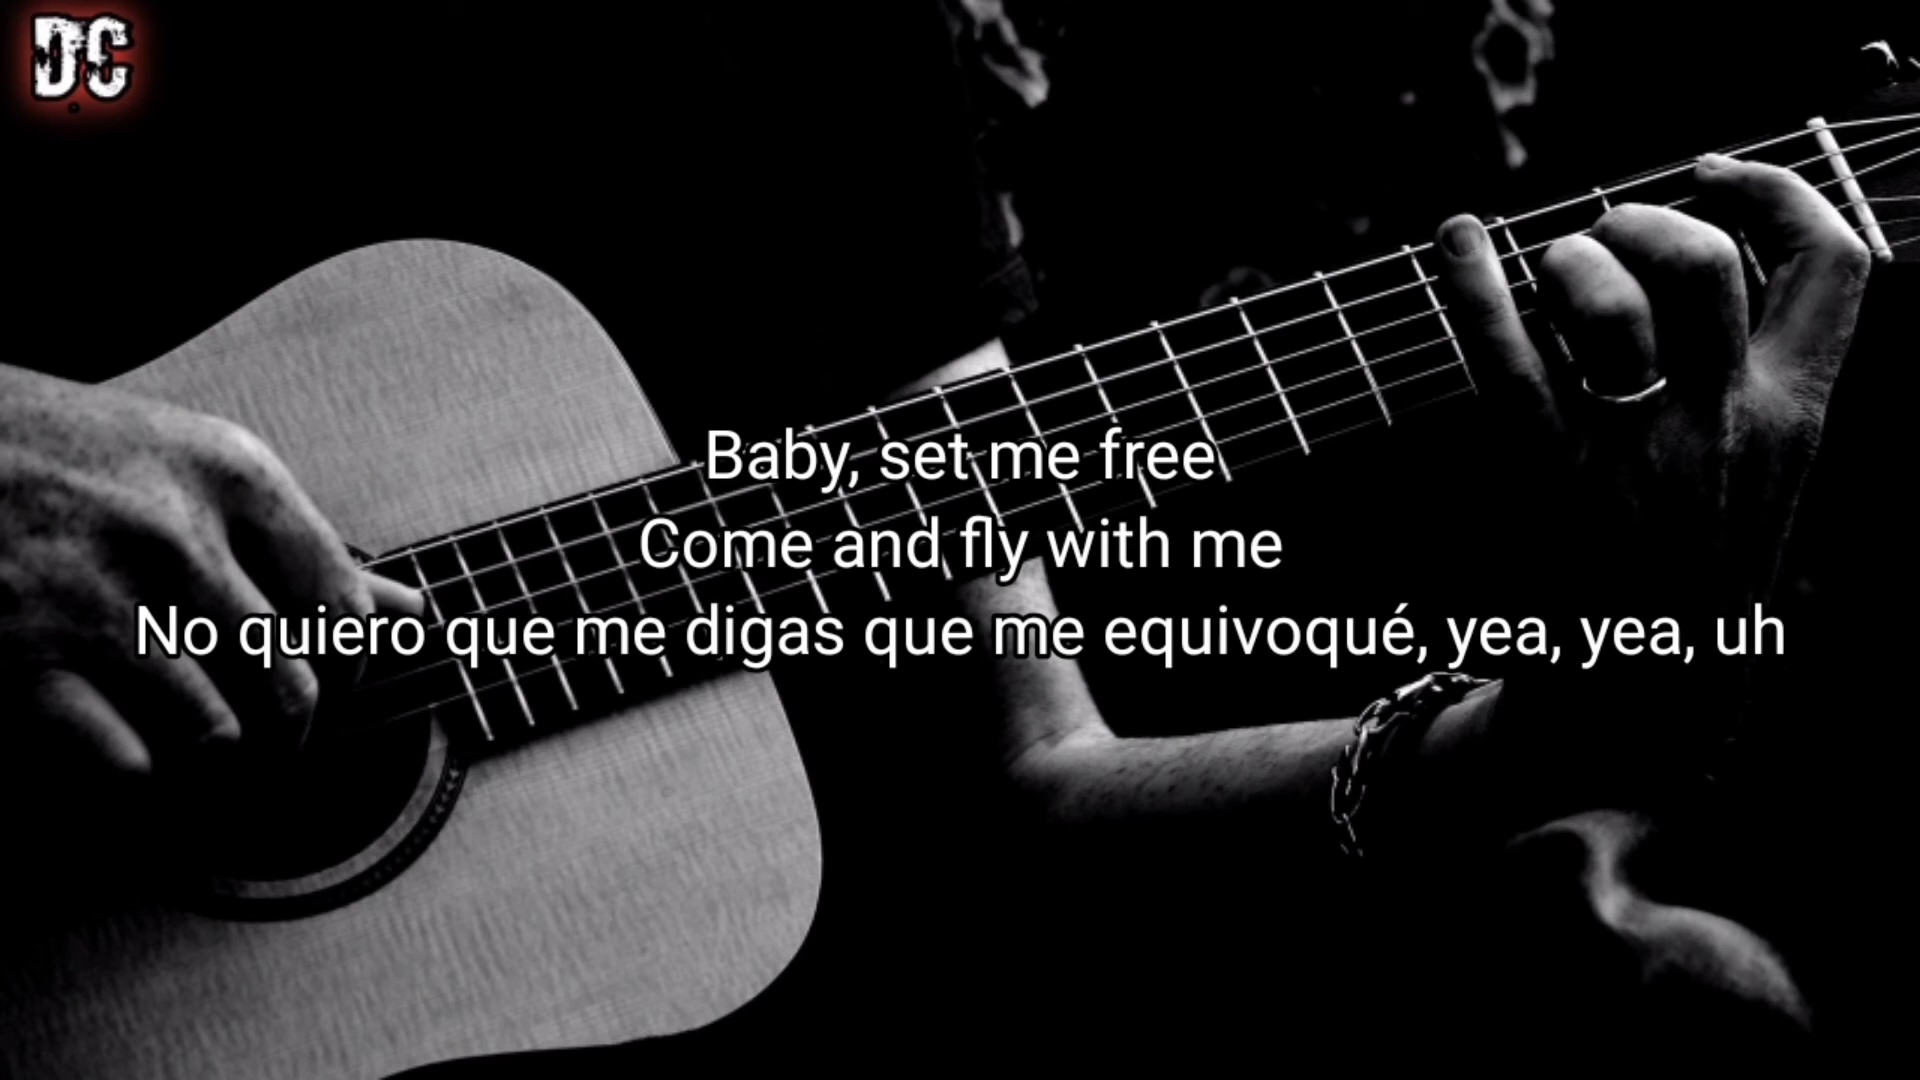 DC
Baby, set me free
Come and fly with me
No quiero que me digas que me equivoqué, yea, yea, uh